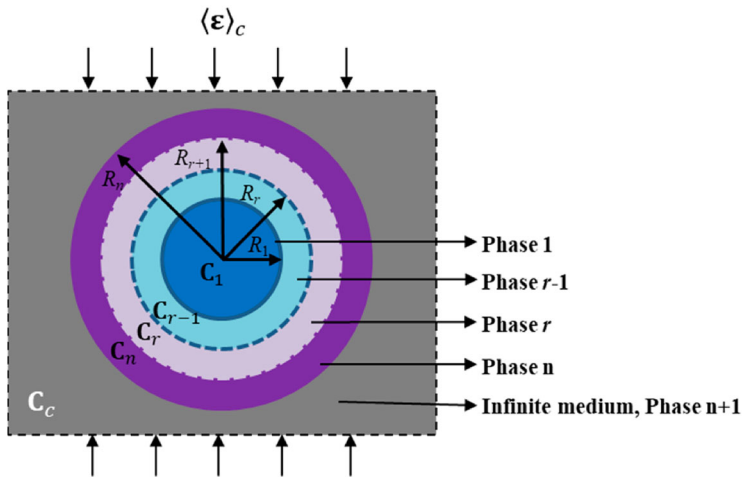 ⟨𝛆⟩c
Rn
Rr+1
Rr
R1
C1
Cr−1
Cr
Cn
Cc
Phase 1
Phase r-1
Phase r
Phase n
Infinite medium, Phase n+1